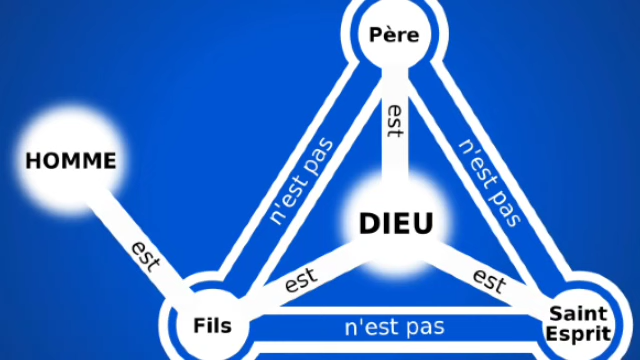 Père
est
n'est pas
n'est pas
HOMME
DIEU
est
est
est
Fils
n'est pas
Saint
Esprit